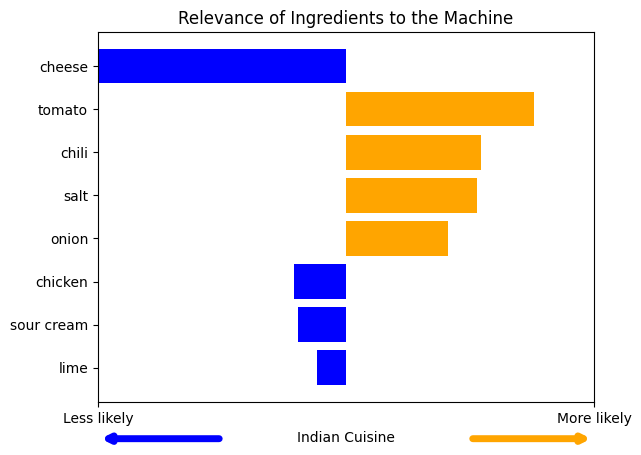 Relevance of Ingredients to the Machine
cheese
tomato
chili
salt
onion
chicken
sour cream
lime
Less likely
More likely
Indian Cuisine